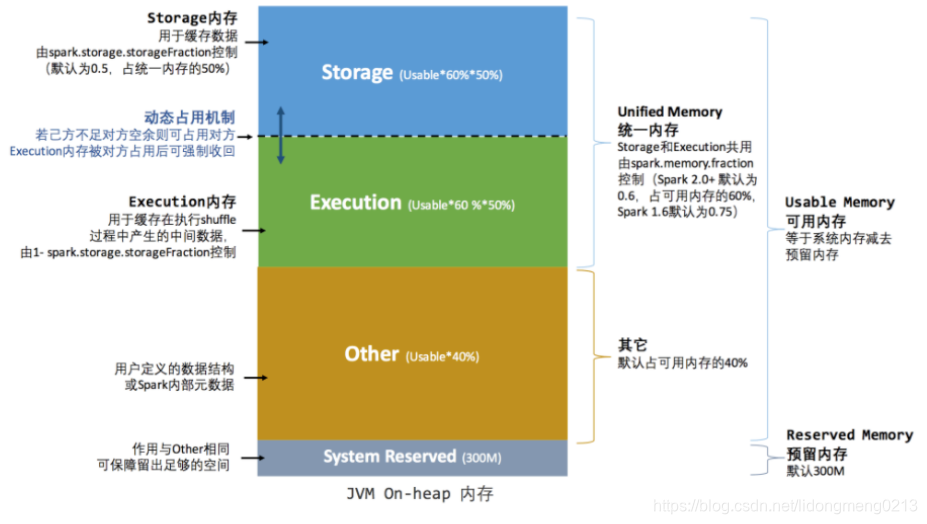 Storage内存
用于缓存数据
由spark.storage.storageFraction控制
（默认为0.5，占统一内存的50%）
动态占用机制
若己方不足对方空余则可占用对方
Execution内存被对方占用后可强制收回
Execution内存
用于缓存在执行shuffle
过程中产生的中间数据，
由1- spark.storage.storageFraction控制
用户定义的数据结构
或Spark内部元数据
作用与Other相同
可保障留出足够的空间
Storage (Usable*60%*50%)
Execution (Usable*60 %*50%)
Other (Usable*40%)
System Reserved (300M)
JVM On-heap 内存
Unified Memory
统一内存
Storage和Execution共用
由spark.memory.fraction
控制（Spark 2.0+ 默认为
0.6，占可用内存的60%，
Spark 1.6默认为0.75）
其它
默认占可用内存的40%
Usable Memory
可用内存
等于系统内存减去
预留内存
Reserved Memory
预留内存
默认300M
https://blog.csdn.net/lidongmeng0213